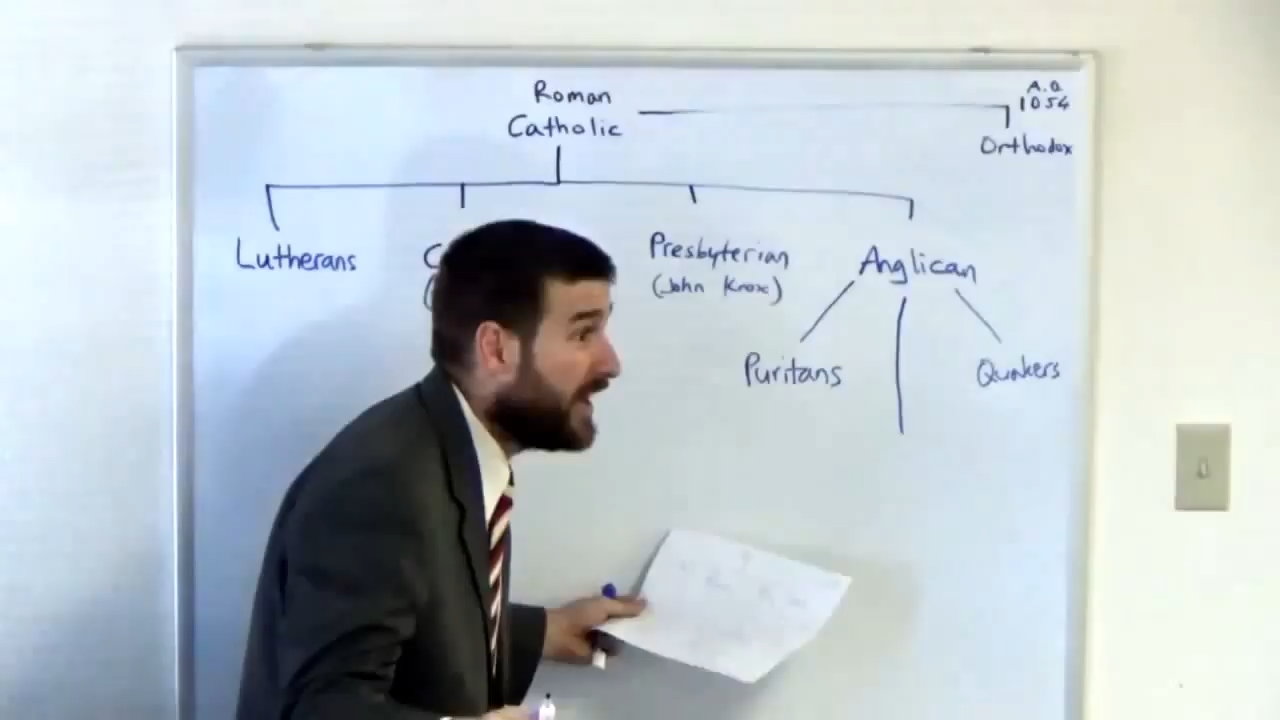 Roman
Catholic
A.D.
1054
Orthodox
Lutherans
Presbyterian
(John Knox)
Anglican
Puritans
Quakers